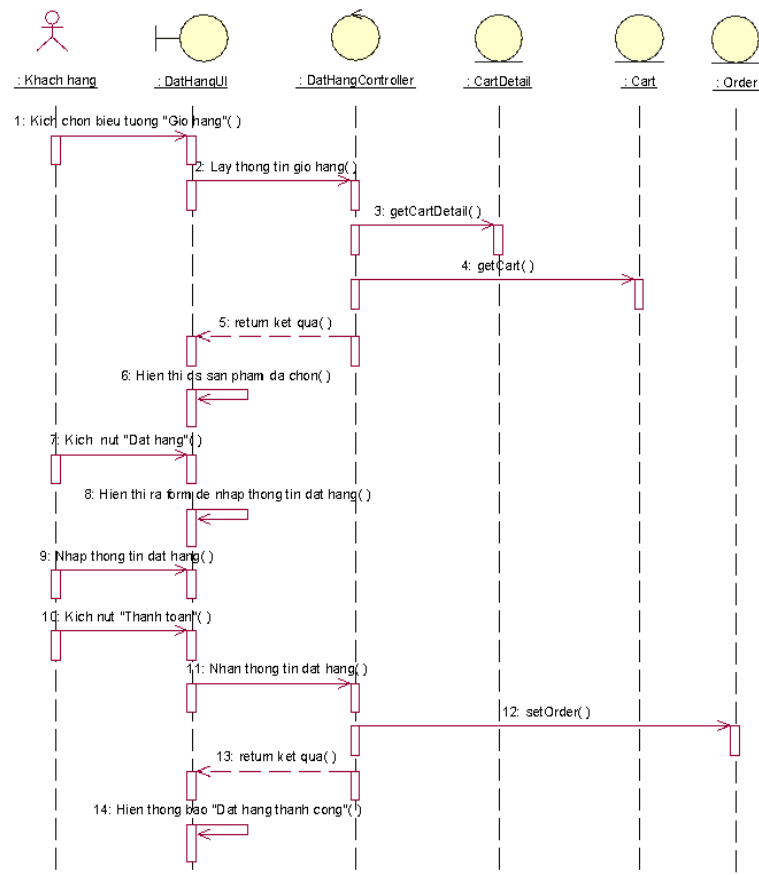 : Khach hang
: DatHangUI
: DatHangController
: CartDetail
: Cart
: Order
1: Kich chon bieu tuong "Gio hang"( )
2: Lay thong tin gio hang( )
3: getCartDetail( )
4: getCart( )
5: return ket qua( )
6: Hien thi ds san pham da chon( )
7: Kich nut "Dat hang"( )
8: Hien thi ra form de nhap thong tin dat hang( )
9: Nhap thong tin dat hang( )
10: Kich nut "Thanh toan"( )
11: Nhan thong tin dat hang( )
12: setOrder( )
13: return ket qua( )
14: Hien thong bao "Dat hang thanh cong"( )